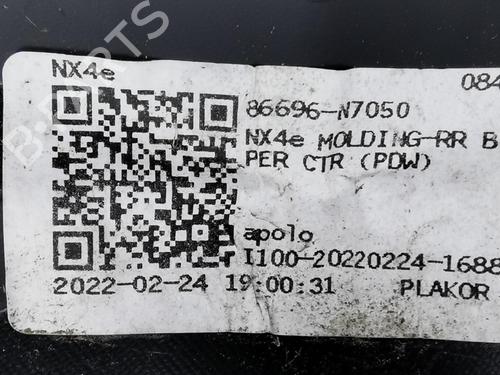 NX4e
084
86696-N7050
NX4e MOLDING-RR B
PER CTR (PDW)
apolo
I100-20220224-1688
2022-02-24 19:00:31 PLAKOR
B-PARTS